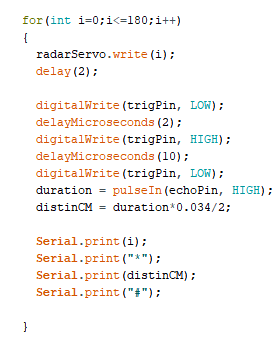 for(int i=0;i<=180;i++)
{
radarServo.write(i);
delay(2);
digitalWrite(trigPin, LOW);
delayMicroseconds(2);
digitalWrite(trigPin, HIGH);
delayMicroseconds(10);
digitalWrite(trigPin, LOW);
duration = pulseIn(echoPin, HIGH);
distinCM = duration*0.034/2;
Serial.print(i);
Serial.print("*");
Serial.print(distinCM);
Serial.print("#");
}